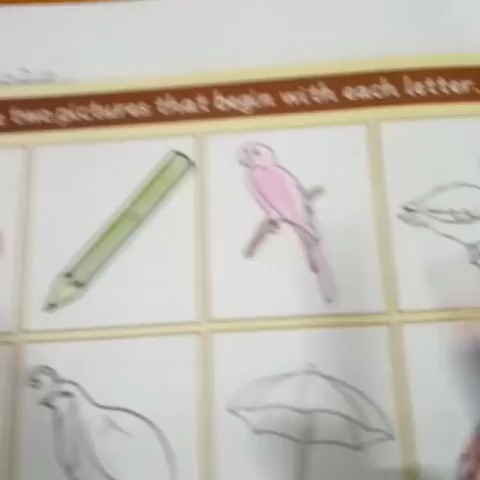 two pictures that begin with each letter.